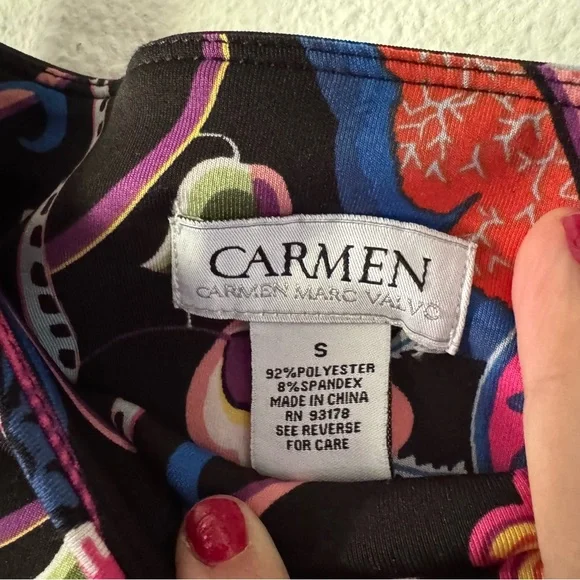 CARMEN
CARMEN MARC VALVO
S
92%POLYESTER
8%SPANDEX
MADE IN CHINA
RN 93178
SEE REVERSE
FOR CARE